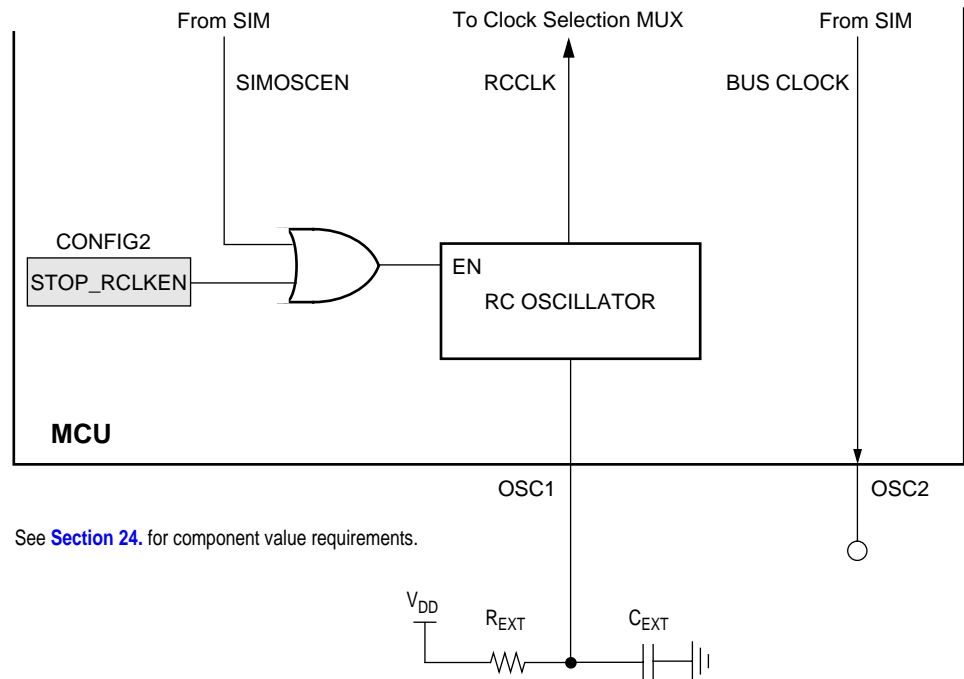 From SIM
To Clock Selection MUX
From SIM
SIMOSCEN
RCCLK
BUS CLOCK
CONFIG2
STOP_RCLKEN
EN
RC OSCILLATOR
MCU
OSC1
OSC2
See Section 24. for component value requirements.
VDD
REXT
CEXT